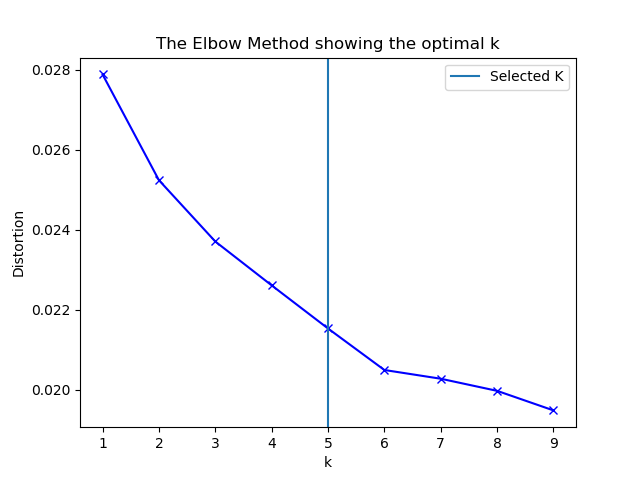 The Elbow Method showing the optimal k
Selected K
0.028
0.026
0.024
0.022
0.020
Distortion
1 2 3 4 5 6 7 8 9
k